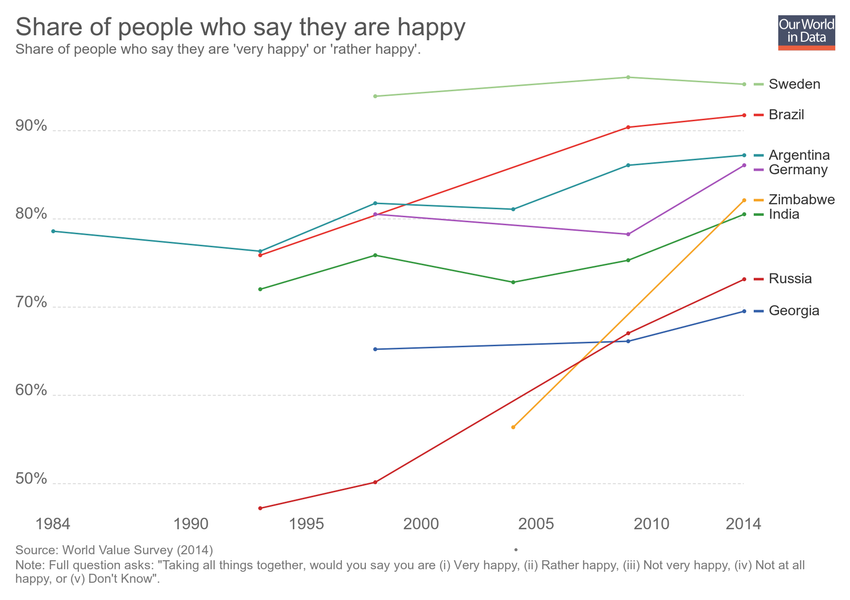 Share of people who say they are happy
Share of people who say they are 'very happy' or 'rather happy'.
Our World
in Data
Sweden
Brazil
90%
Argentina
Germany
Zimbabwe
80%
India
Russia
70%
Georgia
60%
50%
1984 1990 1995 2000 2005 2010 2014
Source: World Value Survey (2014)
Note: Full question asks: "Taking all things together, would you say you are (i) Very happy, (ii) Rather happy, (iii) Not very happy, (iv) Not at all
happy, or (v) Don't Know".